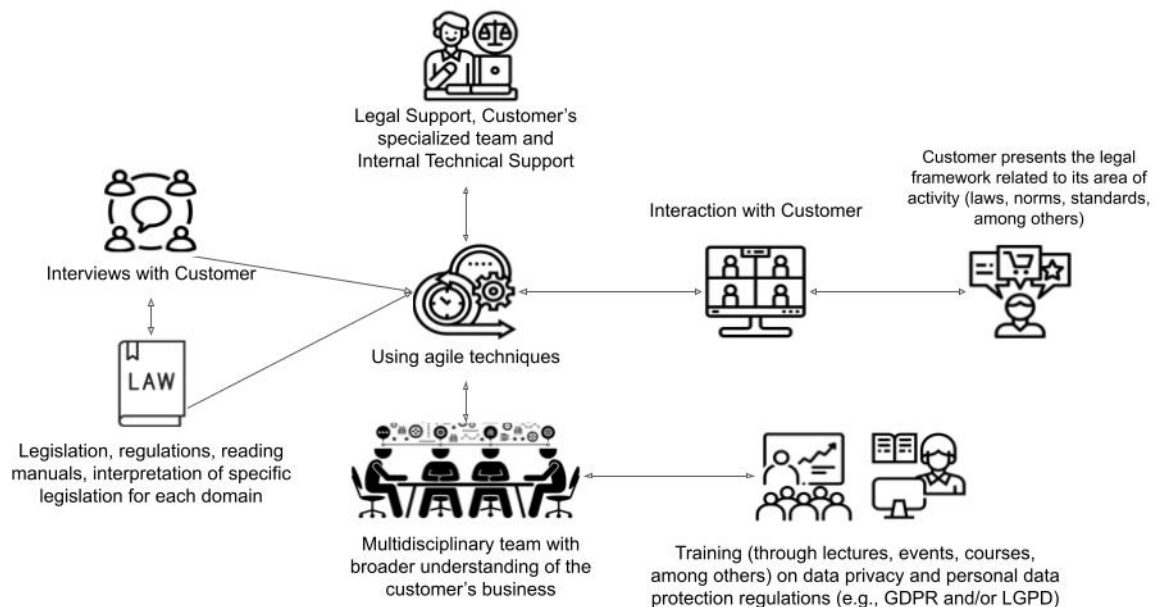 Legal Support, Customer's
specialized team and
Internal Technical Support
Customer presents the legal
framework related to its area of
activity (laws, norms, standards,
among others)
Interaction with Customer
Interviews with Customer
Using agile techniques
LAW
Legislation, regulations, reading
manuals, interpretation of specific
legislation for each domain
Multidisciplinary team with
broader understanding of the
customer's business
Training (through lectures, events, courses,
among others) on data privacy and personal data
protection regulations (e.g., GDPR and/or LGPD)